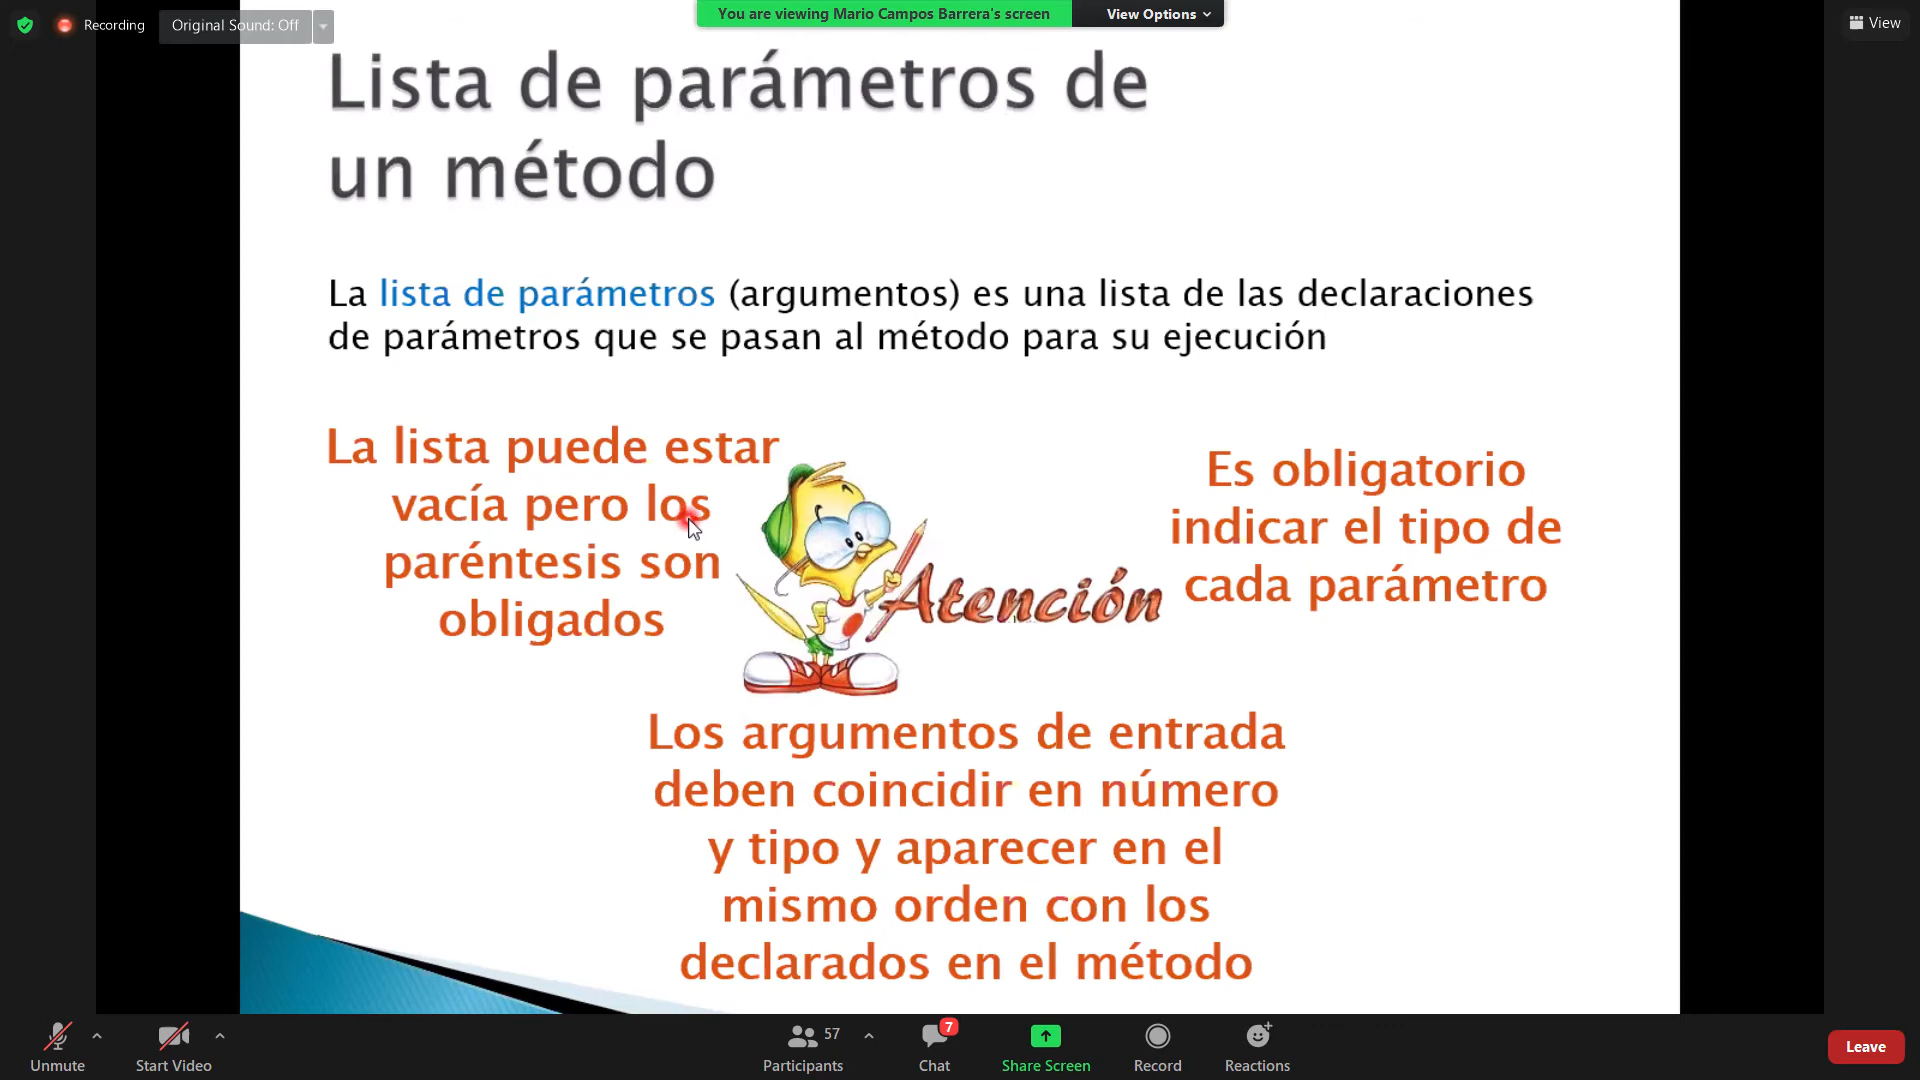 Recording
Original Sound: Off
You are viewing Mario Campos Barrera's screen
View Options
View
Lista de parámetros de
un método
La lista de parámetros (argumentos) es una lista de las declaraciones
de parámetros que se pasan al método para su ejecución
La lista puede estar
vacía pero los
paréntesis son
obligados
Atención
Es obligatorio
indicar el tipo de
cada parámetro
Los argumentos de entrada
deben coincidir en número
y tipo y aparecer en el
mismo orden con los
declarados en el método
Unmute
Start Video
57
Participants
7
Chat
Share Screen
Record
Reactions
Leave